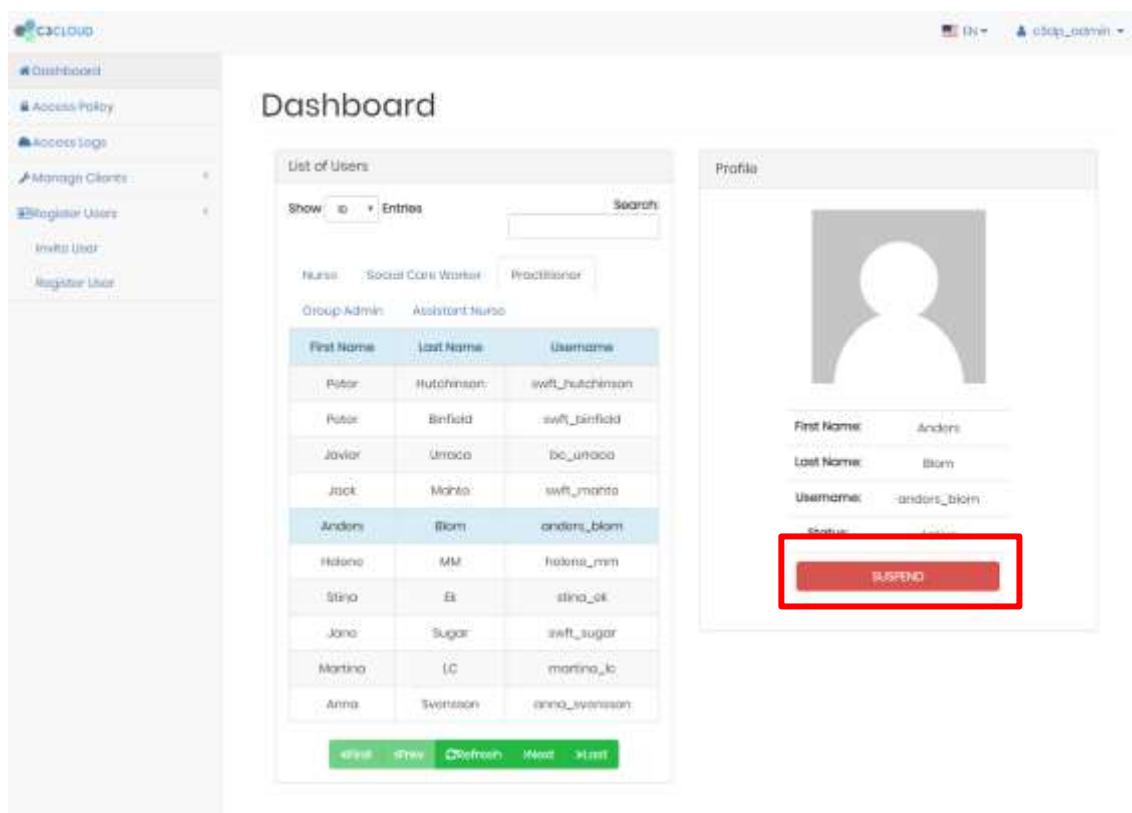 C3CLOUD
EN
c3dp_admin
Dashboard
Access Policy
Access Logs
Manage Clients
Register Users
Invite User
Register User
Dashboard
List of Users
Show 10 Entries
Search:
Nurse Social Care Worker Practitioner
Group Admin Assistant Nurse
First Name Last Name Username
Peter Hutchinson swft_hutchinson
Peter Binfield swft_binfield
Javier Urraca bc_urraca
Jack Mahto swft_mahto
Anders Blom anders_blom
Helene MM helene_mm
Stina Ek stina_ek
Jane Sugar swft_sugar
Martina LC martina_lc
Anna Svensson anna_svensson
First Prev Refresh Next Last
Profile
First Name: Anders
Last Name: Blom
Username: anders_blom
Status: Active
SUSPEND